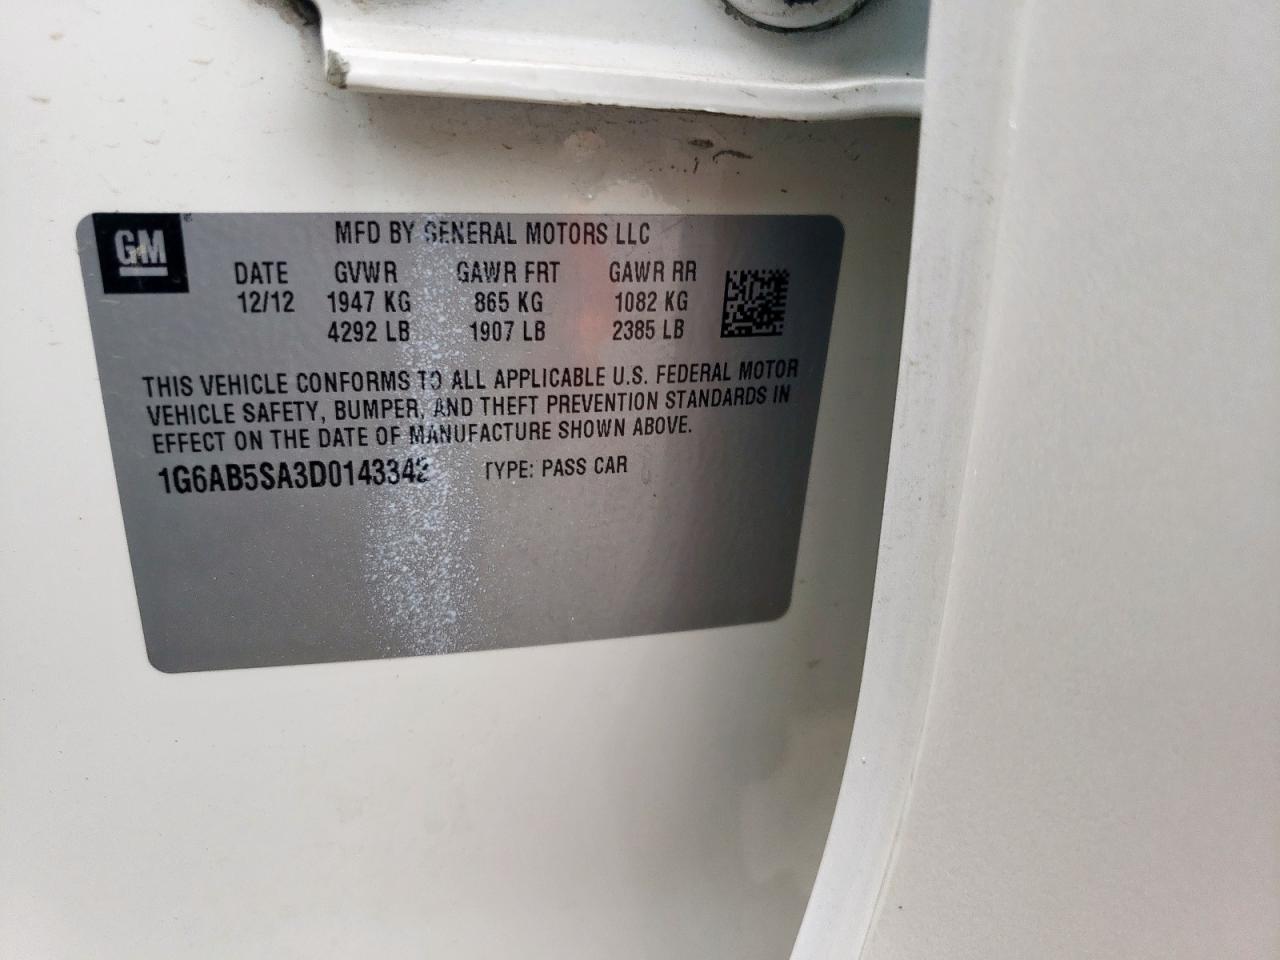 GM
MFD BY GENERAL MOTORS LLC
DATE GVWR GAWR FRT GAWR RR
12/12 1947 KG 865 KG 1082 KG
4292 LB 1907 LB 2385 LB
THIS VEHICLE CONFORMS TO ALL APPLICABLE U.S. FEDERAL MOTOR
VEHICLE SAFETY, BUMPER, AND THEFT PREVENTION STANDARDS IN
EFFECT ON THE DATE OF MANUFACTURE SHOWN ABOVE.
1G6AB5SA3D0143342 TYPE: PASS CAR